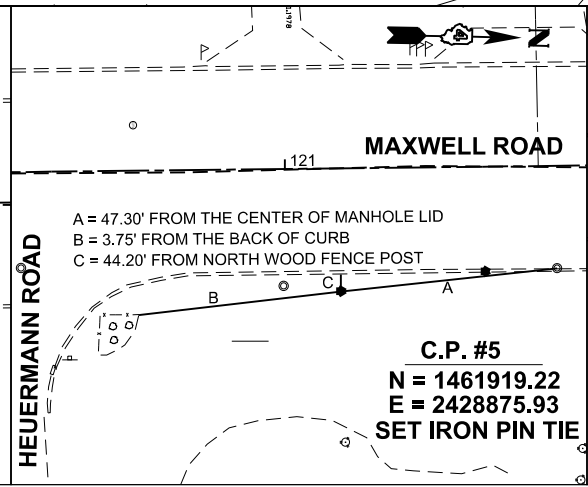 1978
N
MAXWELL ROAD
121
A = 47.30' FROM THE CENTER OF MANHOLE LID
B = 3.75' FROM THE BACK OF CURB
C = 44.20' FROM NORTH WOOD FENCE POST
HEUERMANN ROAD
B
C
A
C.P. #5
N = 1461919.22
E = 2428875.93
SET IRON PIN TIE